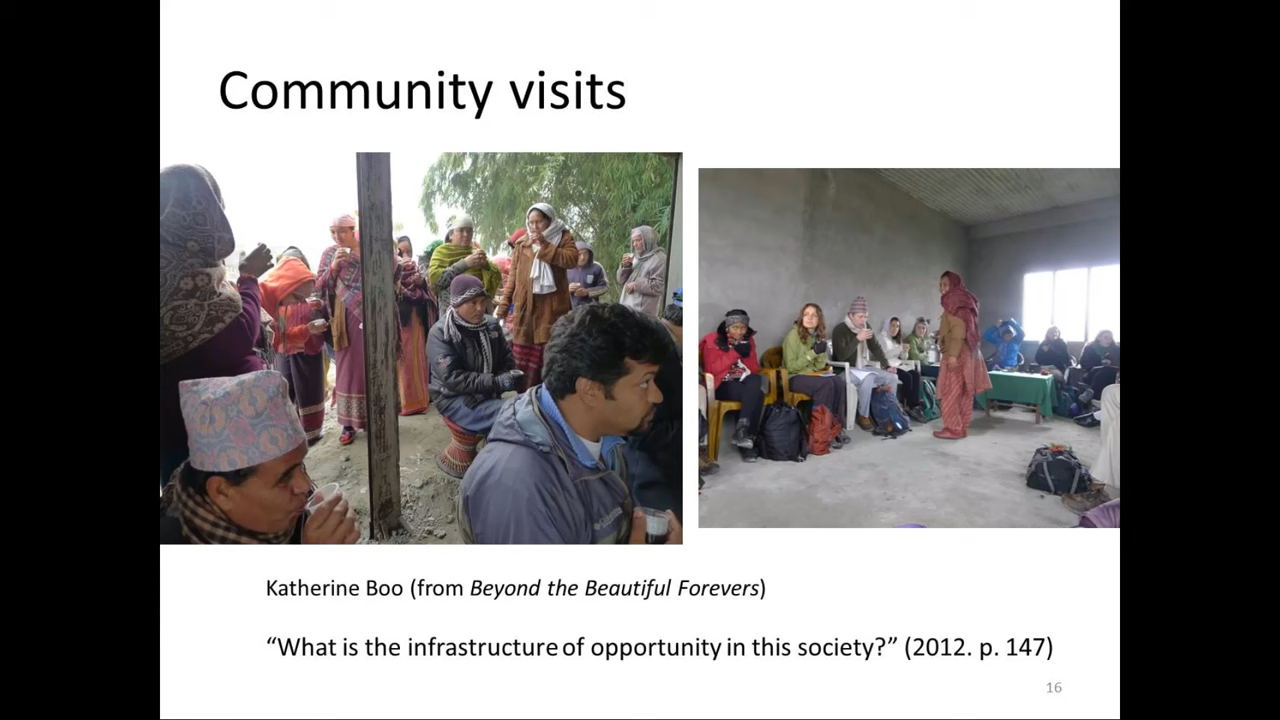 Community visits
Katherine Boo (from Beyond the Beautiful Forevers)
“What is the infrastructure of opportunity in this society?” (2012. p. 147)
16